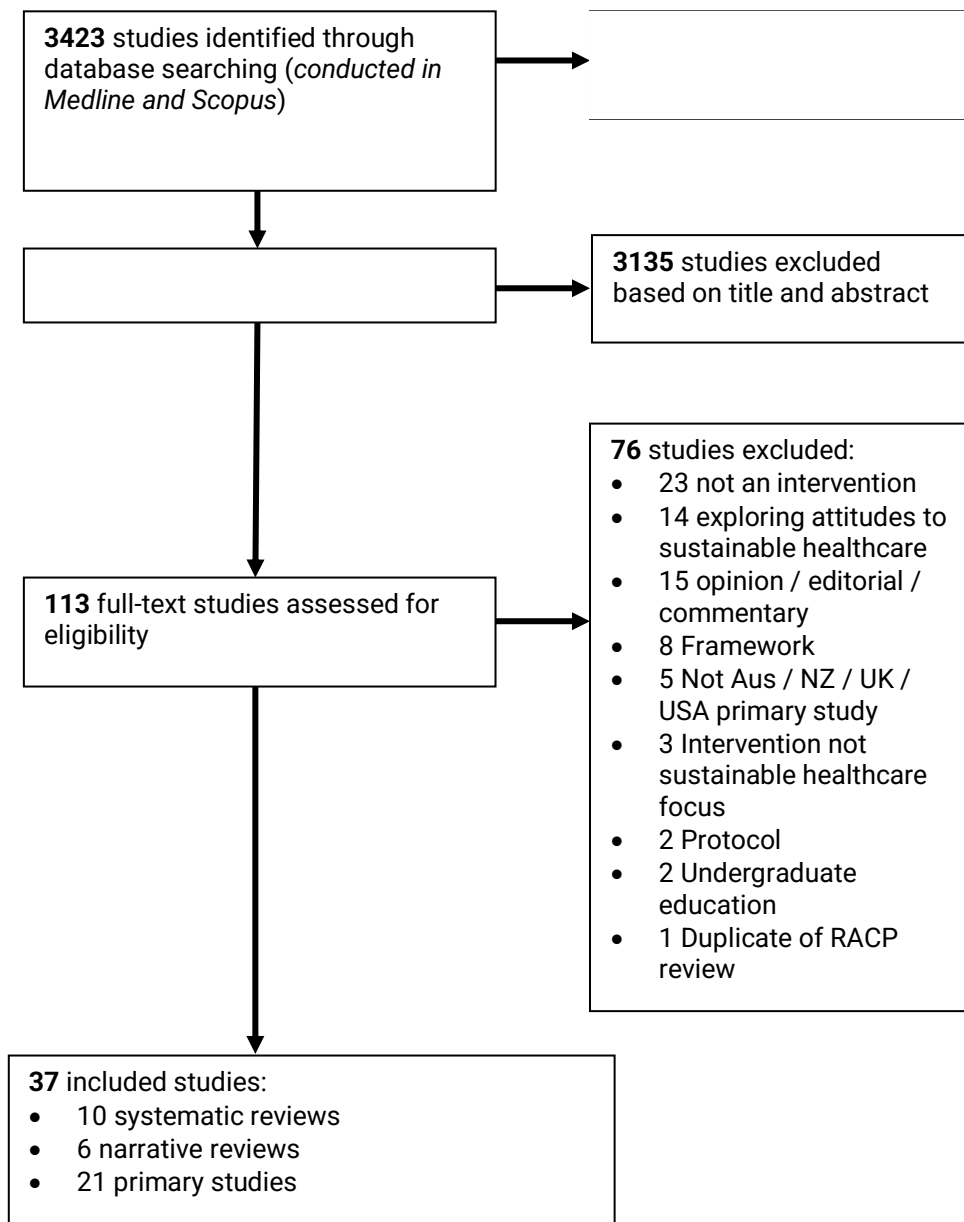 3423 studies identified through
database searching (conducted in
Medline and Scopus)
3135 studies excluded
based on title and abstract
113 full-text studies assessed for
eligibility
76 studies excluded:
• 23 not an intervention
• 14 exploring attitudes to
sustainable healthcare
• 15 opinion / editorial /
commentary
• 8 Framework
• 5 Not Aus / NZ / UK /
USA primary study
• 3 Intervention not
sustainable healthcare
focus
• 2 Protocol
• 2 Undergraduate
education
• 1 Duplicate of RACP
review
37 included studies:
• 10 systematic reviews
• 6 narrative reviews
• 21 primary studies